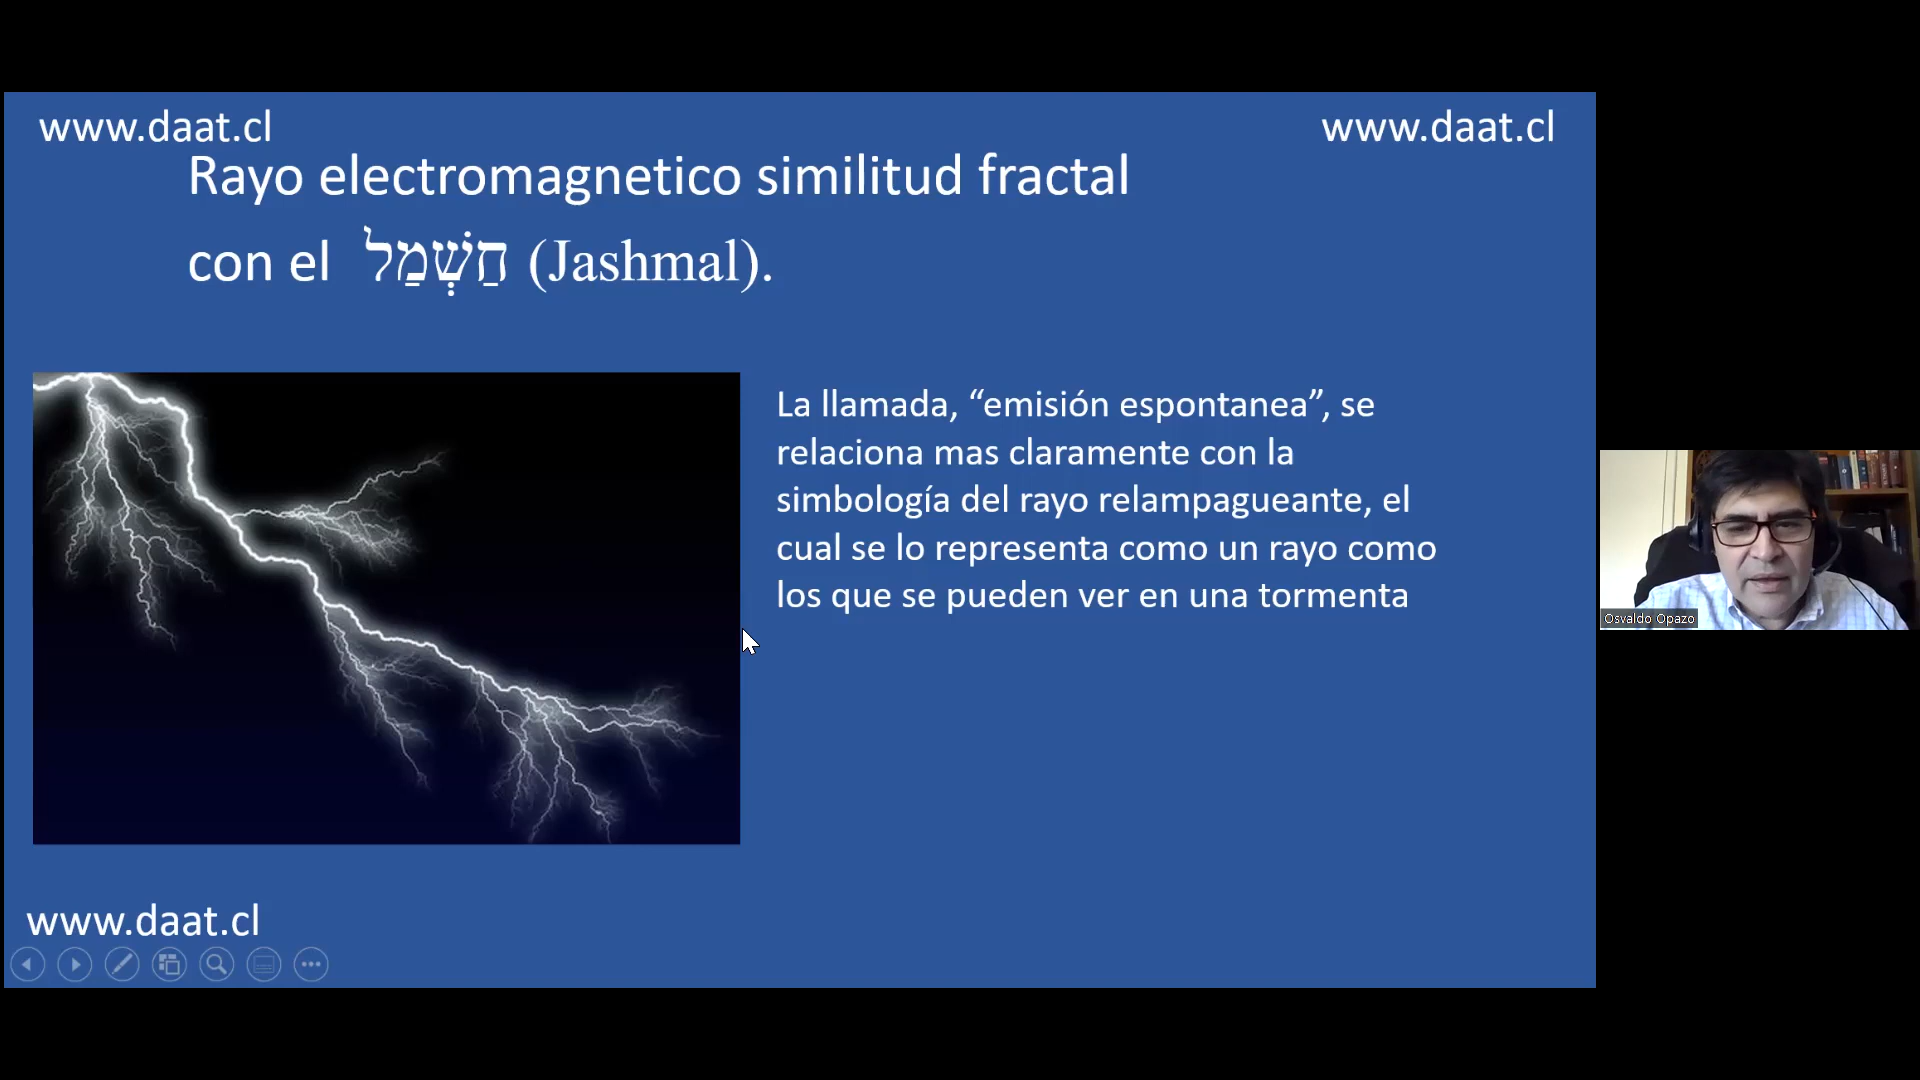 www.daat.cl
www.daat.cl
Rayo electromagnetico similitud fractal
con el חַשְׁמַל (Jashmal).
La llamada, “emisión espontanea”, se
relaciona mas claramente con la
simbología del rayo relampagueante, el
cual se lo representa como un rayo como
los que se pueden ver en una tormenta
Osvaldo Opazo
www.daat.cl